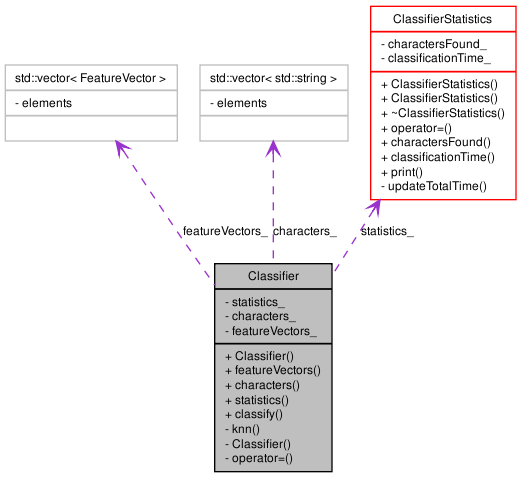 ClassifierStatistics
- charactersFound_
- classificationTime_
+ ClassifierStatistics()
+ ClassifierStatistics()
+ ~ClassifierStatistics()
+ operator=()
+ charactersFound()
+ classificationTime()
+ print()
- updateTotalTime()
std::vector< FeatureVector >
- elements
std::vector< std::string >
- elements
featureVectors_
characters_
statistics_
Classifier
- statistics_
- characters_
- featureVectors_
+ Classifier()
+ featureVectors()
+ characters()
+ statistics()
+ classify()
- knn()
- Classifier()
- operator=()